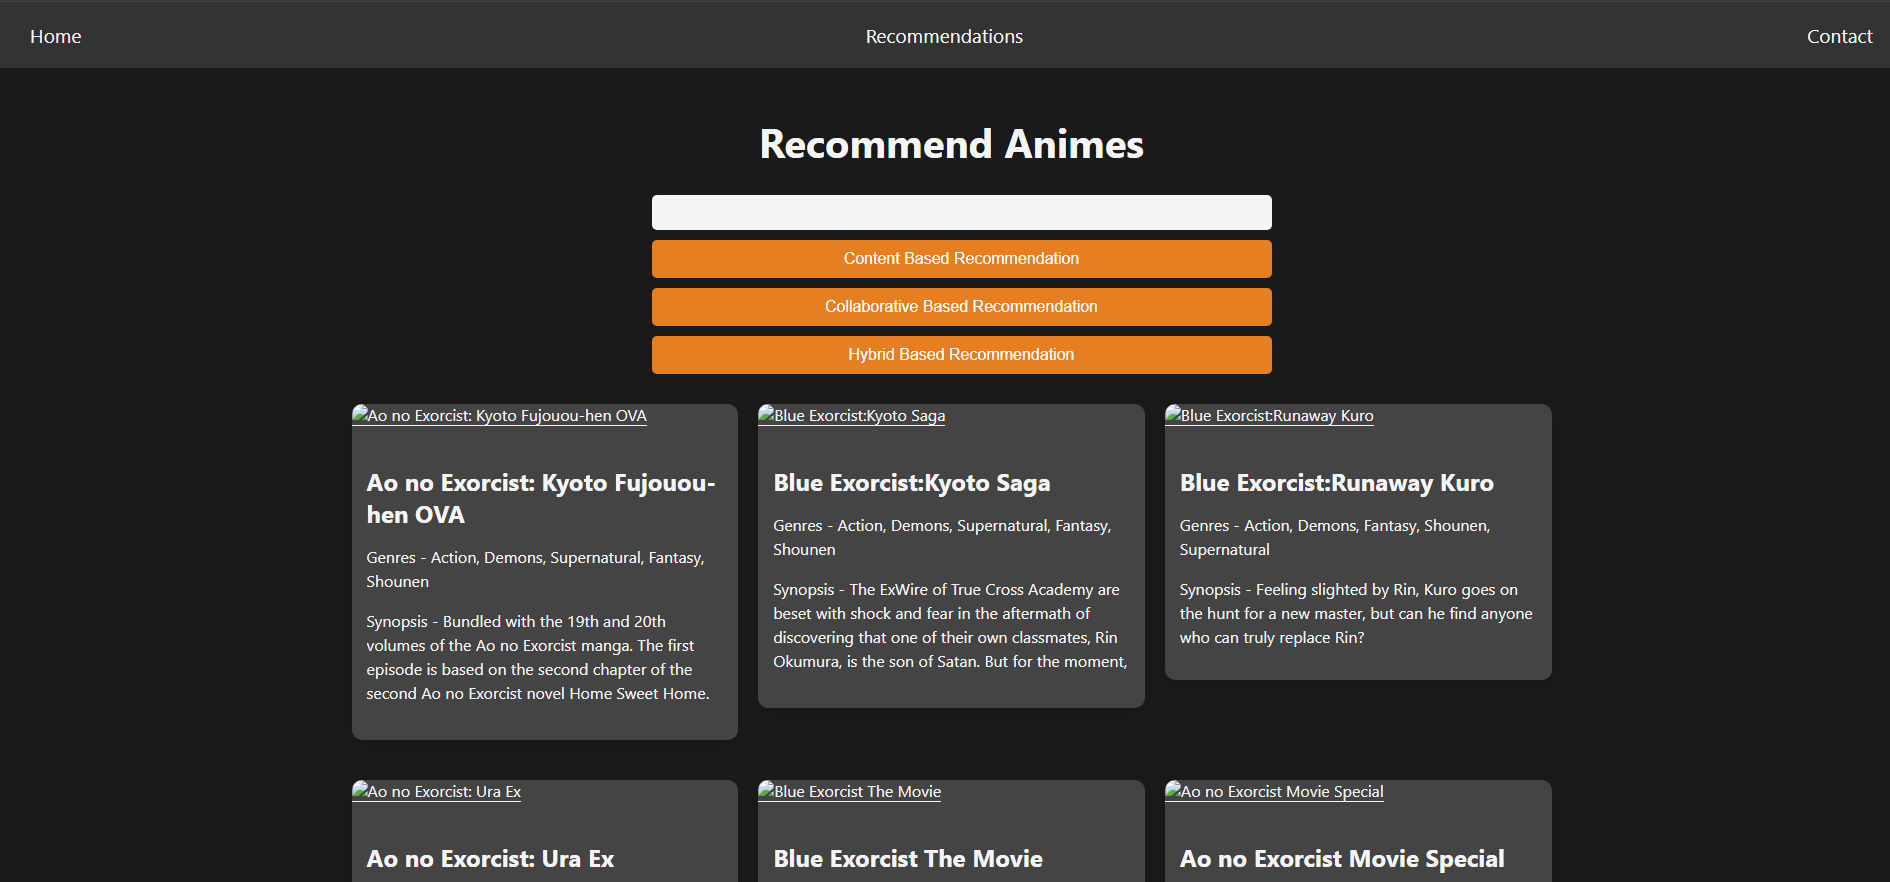 Home
Recommendations
Contact
Recommend Animes
Content Based Recommendation
Collaborative Based Recommendation
Hybrid Based Recommendation
Ao no Exorcist: Kyoto Fujouou-hen OVA
Ao no Exorcist: Kyoto Fujouou-
hen OVA
Genres - Action, Demons, Supernatural, Fantasy,
Shounen
Synopsis - Bundled with the 19th and 20th
volumes of the Ao no Exorcist manga. The first
episode is based on the second chapter of the
second Ao no Exorcist novel Home Sweet Home.
Blue Exorcist:Kyoto Saga
Blue Exorcist:Kyoto Saga
Genres - Action, Demons, Supernatural, Fantasy,
Shounen
Synopsis - The ExWire of True Cross Academy are
beset with shock and fear in the aftermath of
discovering that one of their own classmates, Rin
Okumura, is the son of Satan. But for the moment,
Blue Exorcist:Runaway Kuro
Blue Exorcist:Runaway Kuro
Genres - Action, Demons, Fantasy, Shounen,
Supernatural
Synopsis - Feeling slighted by Rin, Kuro goes on
the hunt for a new master, but can he find anyone
who can truly replace Rin?
Ao no Exorcist: Ura Ex
Ao no Exorcist: Ura Ex
Blue Exorcist The Movie
Blue Exorcist The Movie
Ao no Exorcist Movie Special
Ao no Exorcist Movie Special